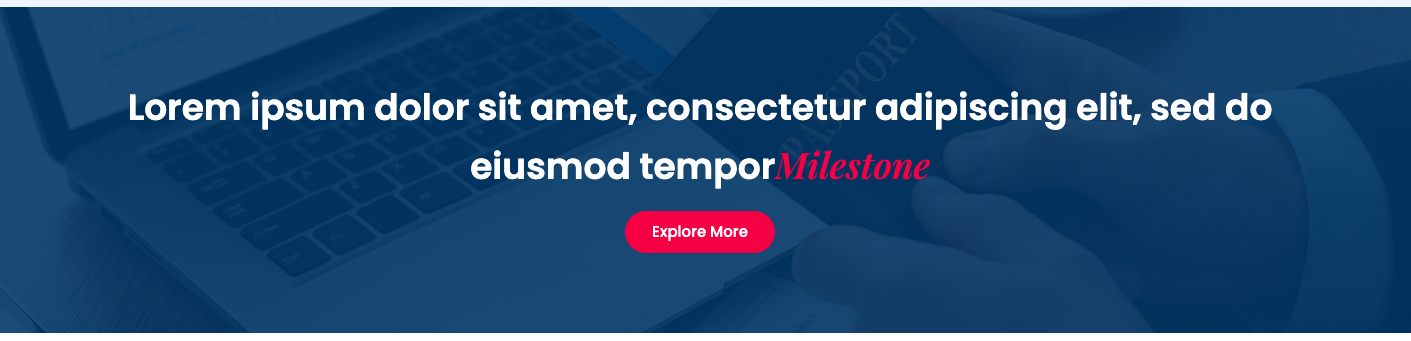 Lorem ipsum dolor sit amet, consectetur adipiscing elit, sed do
eiusmod temporMilestone
Explore More
PASSPORT